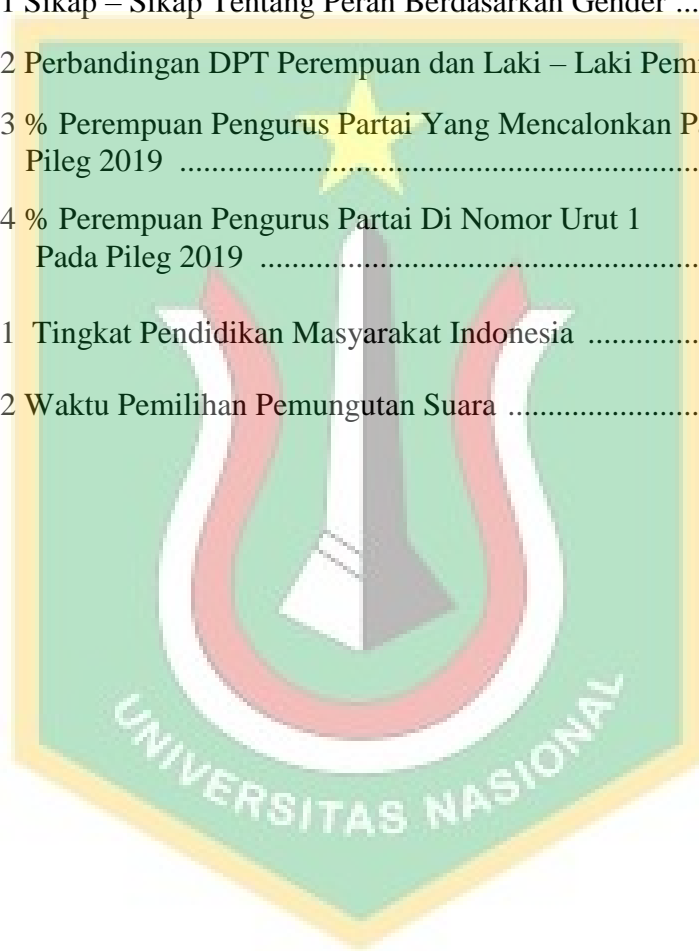 1 Sikap – Sikap Tentang Peran Berdasarkan Gender ...
2 Perbandingan DPT Perempuan dan Laki – Laki
3 % Perempuan Pengurus Partai Yang Mencalonkan
Pileg 2019 ..........................................................
4 % Perempuan Pengurus Partai Di Nomor Urut 1
Pada Pileg 2019 .................................................
1 Tingkat Pendidikan Masyarakat Indonesia .............
2 Waktu Pemilihan Pemungutan Suara ......................
UNIVERSITAS NASIONAL